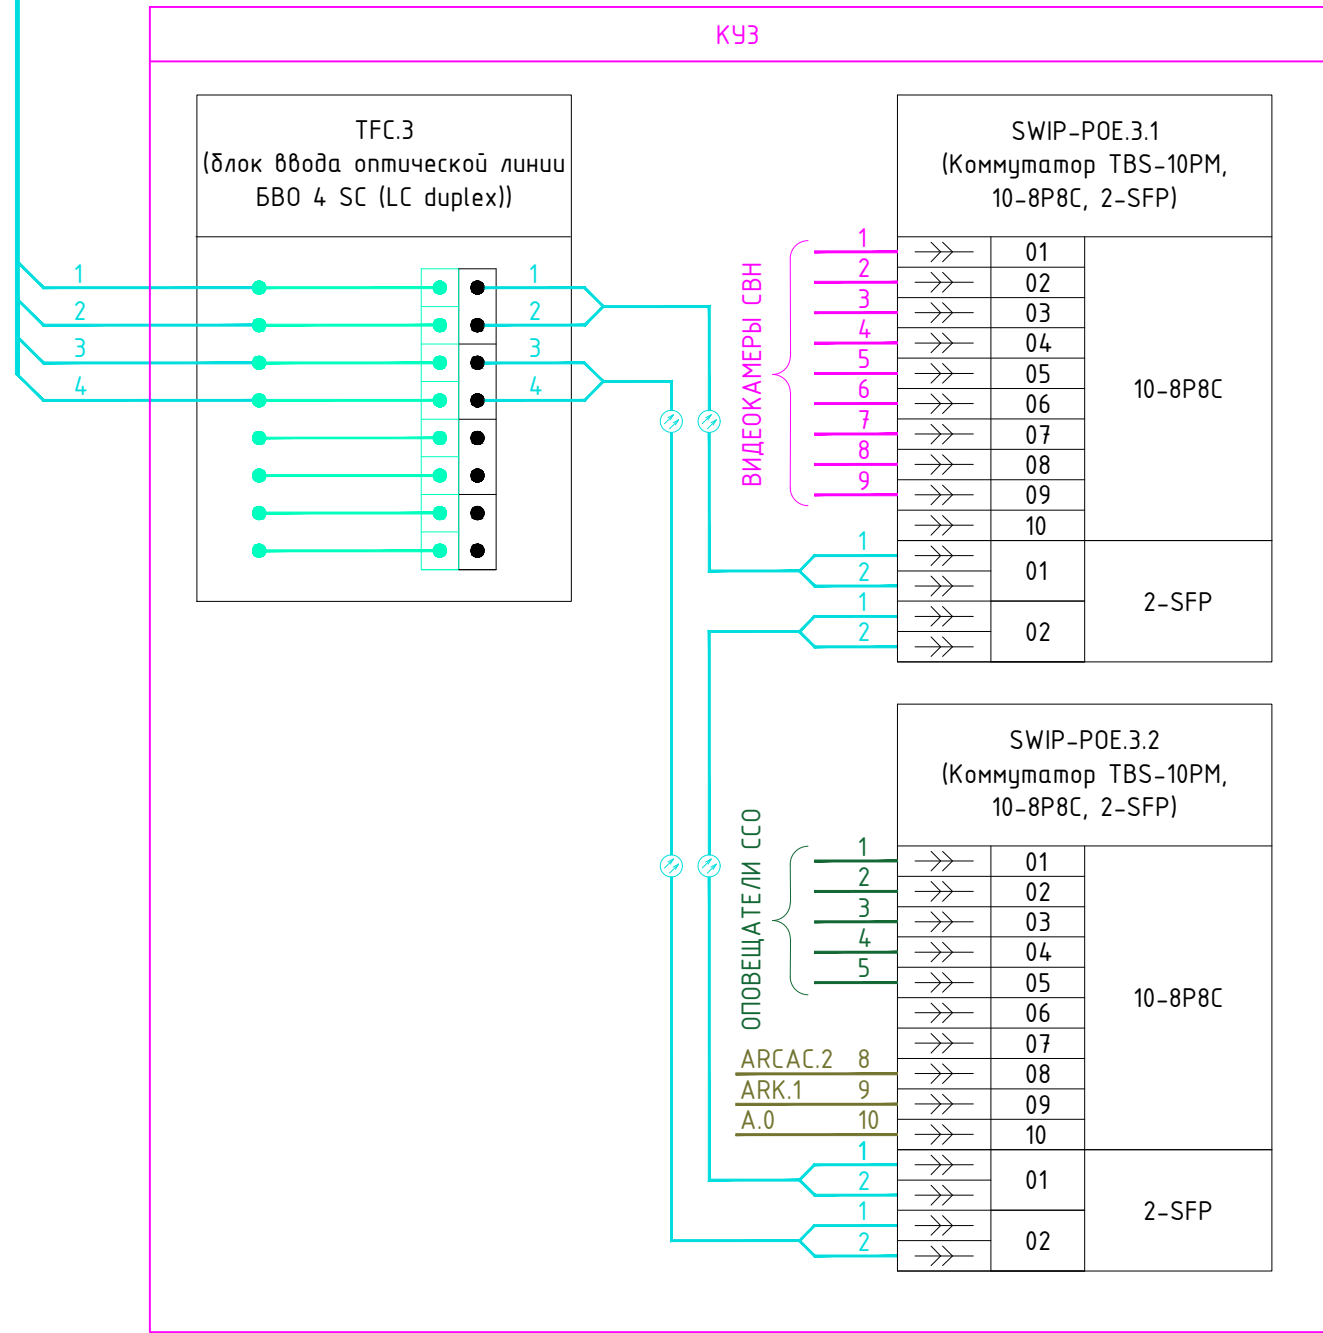 КУЗ
TFC.3
(блок ввода оптической линии
БВО 4 SC (LC duplex))
1
2
3
4
1
2
3
4
SWIP-POE.3.1
(Коммутатор TBS-10PM,
10-8P8C, 2-SFP)
ВИДЕОКАМЕРЫ СВН
1 01
2 02
3 03
4 04
5 05
6 06
7 07
8 08
9 09
10
10-8P8C
1
2
01
1
2
02
2-SFP
SWIP-POE.3.2
(Коммутатор TBS-10PM,
10-8P8C, 2-SFP)
ОПОВЕЩАТЕЛИ ССО
1 01
2 02
3 03
4 04
5 05
06
07
ARCAC.2 8 08
ARK.1 9 09
A.0 10 10
10-8P8C
1
2
01
1
2
02
2-SFP